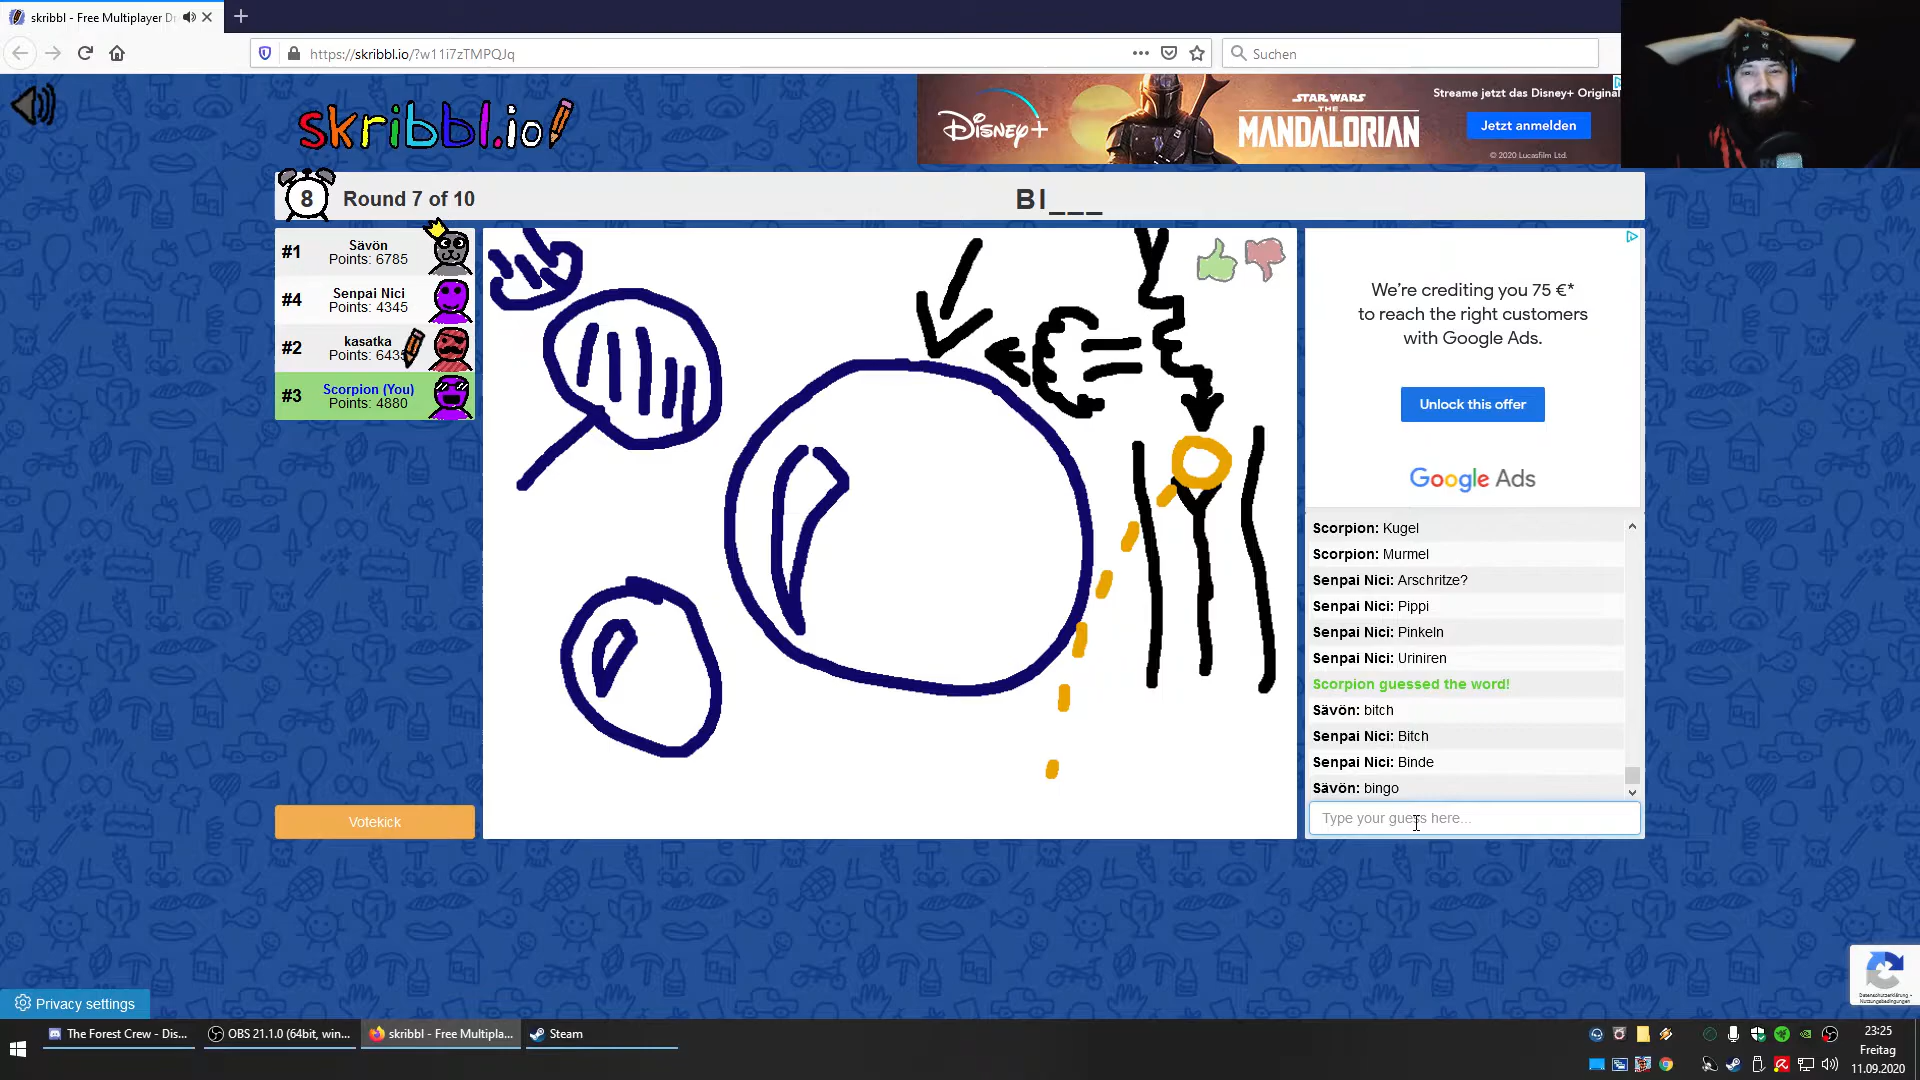 skribbl - Free Multiplayer D
https://skribbl.io/?w11i7zTMPQJq
Suchen
skribbl.io
Disney+
STAR WARS
THE
MANDALORIAN
Streame jetzt das Disney+ Original
Jetzt anmelden
© 2020 Lucasfilm Ltd.
8
Round 7 of 10
Bl___
#1
Sävön
Points: 6785
#4
Senpai Nici
Points: 4345
#2
kasatka
Points: 6435
#3
Scorpion (You)
Points: 4880
Votekick
We're crediting you 75 €*
to reach the right customers
with Google Ads.
Unlock this offer
Google Ads
Scorpion: Kugel
Scorpion: Murmel
Senpai Nici: Arschritze?
Senpai Nici: Pippi
Senpai Nici: Pinkeln
Senpai Nici: Uriniren
Scorpion guessed the word!
Sävön: bitch
Senpai Nici: Bitch
Senpai Nici: Binde
Sävön: bingo
Type your guess here...
Privacy settings
The Forest Crew - Dis...
OBS 21.1.0 (64bit, win...
skribbl - Free Multipla...
Steam
23:25
Freitag
11.09.2020